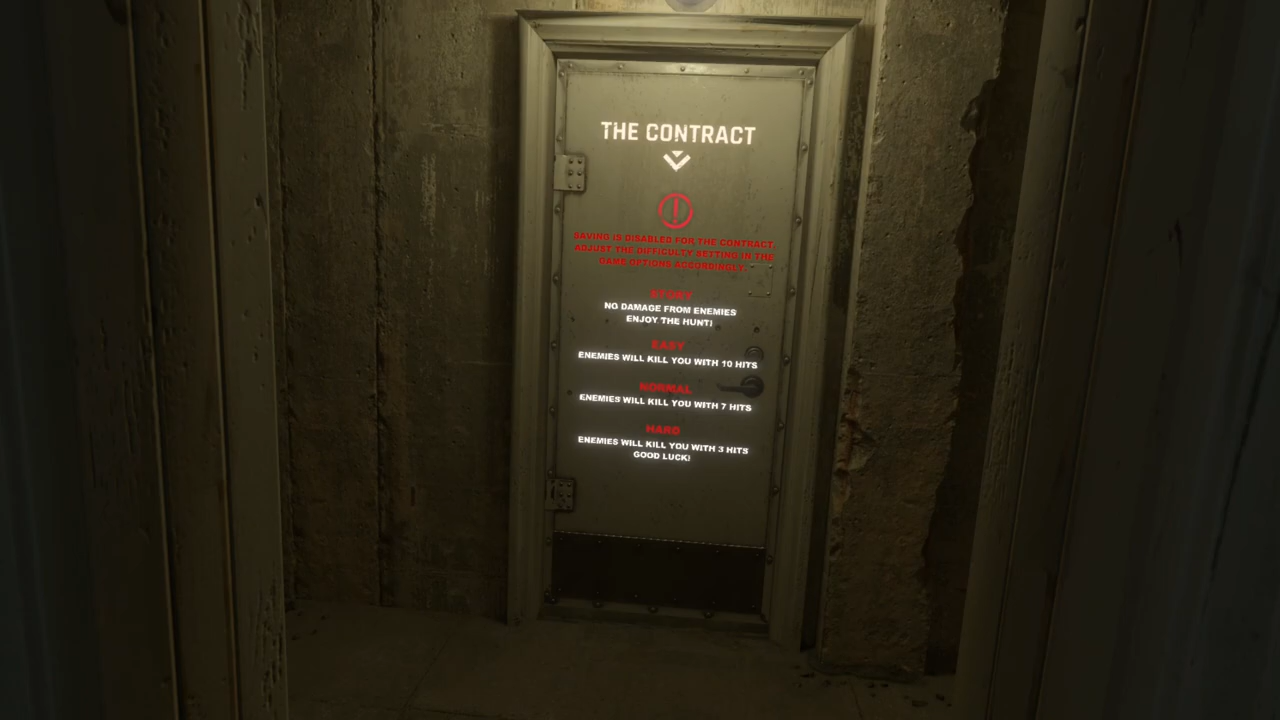 THE CONTRACT
SAVING IS DISABLED FOR THE CONTRACT.
ADJUST THE DIFFICULTY SETTING IN THE
GAME OPTIONS ACCORDINGLY.
STORY
NO DAMAGE FROM ENEMIES
ENJOY THE HUNT!
EASY
ENEMIES WILL KILL YOU WITH 10 HITS
NORMAL
ENEMIES WILL KILL YOU WITH 7 HITS
HARD
ENEMIES WILL KILL YOU WITH 3 HITS
GOOD LUCK!